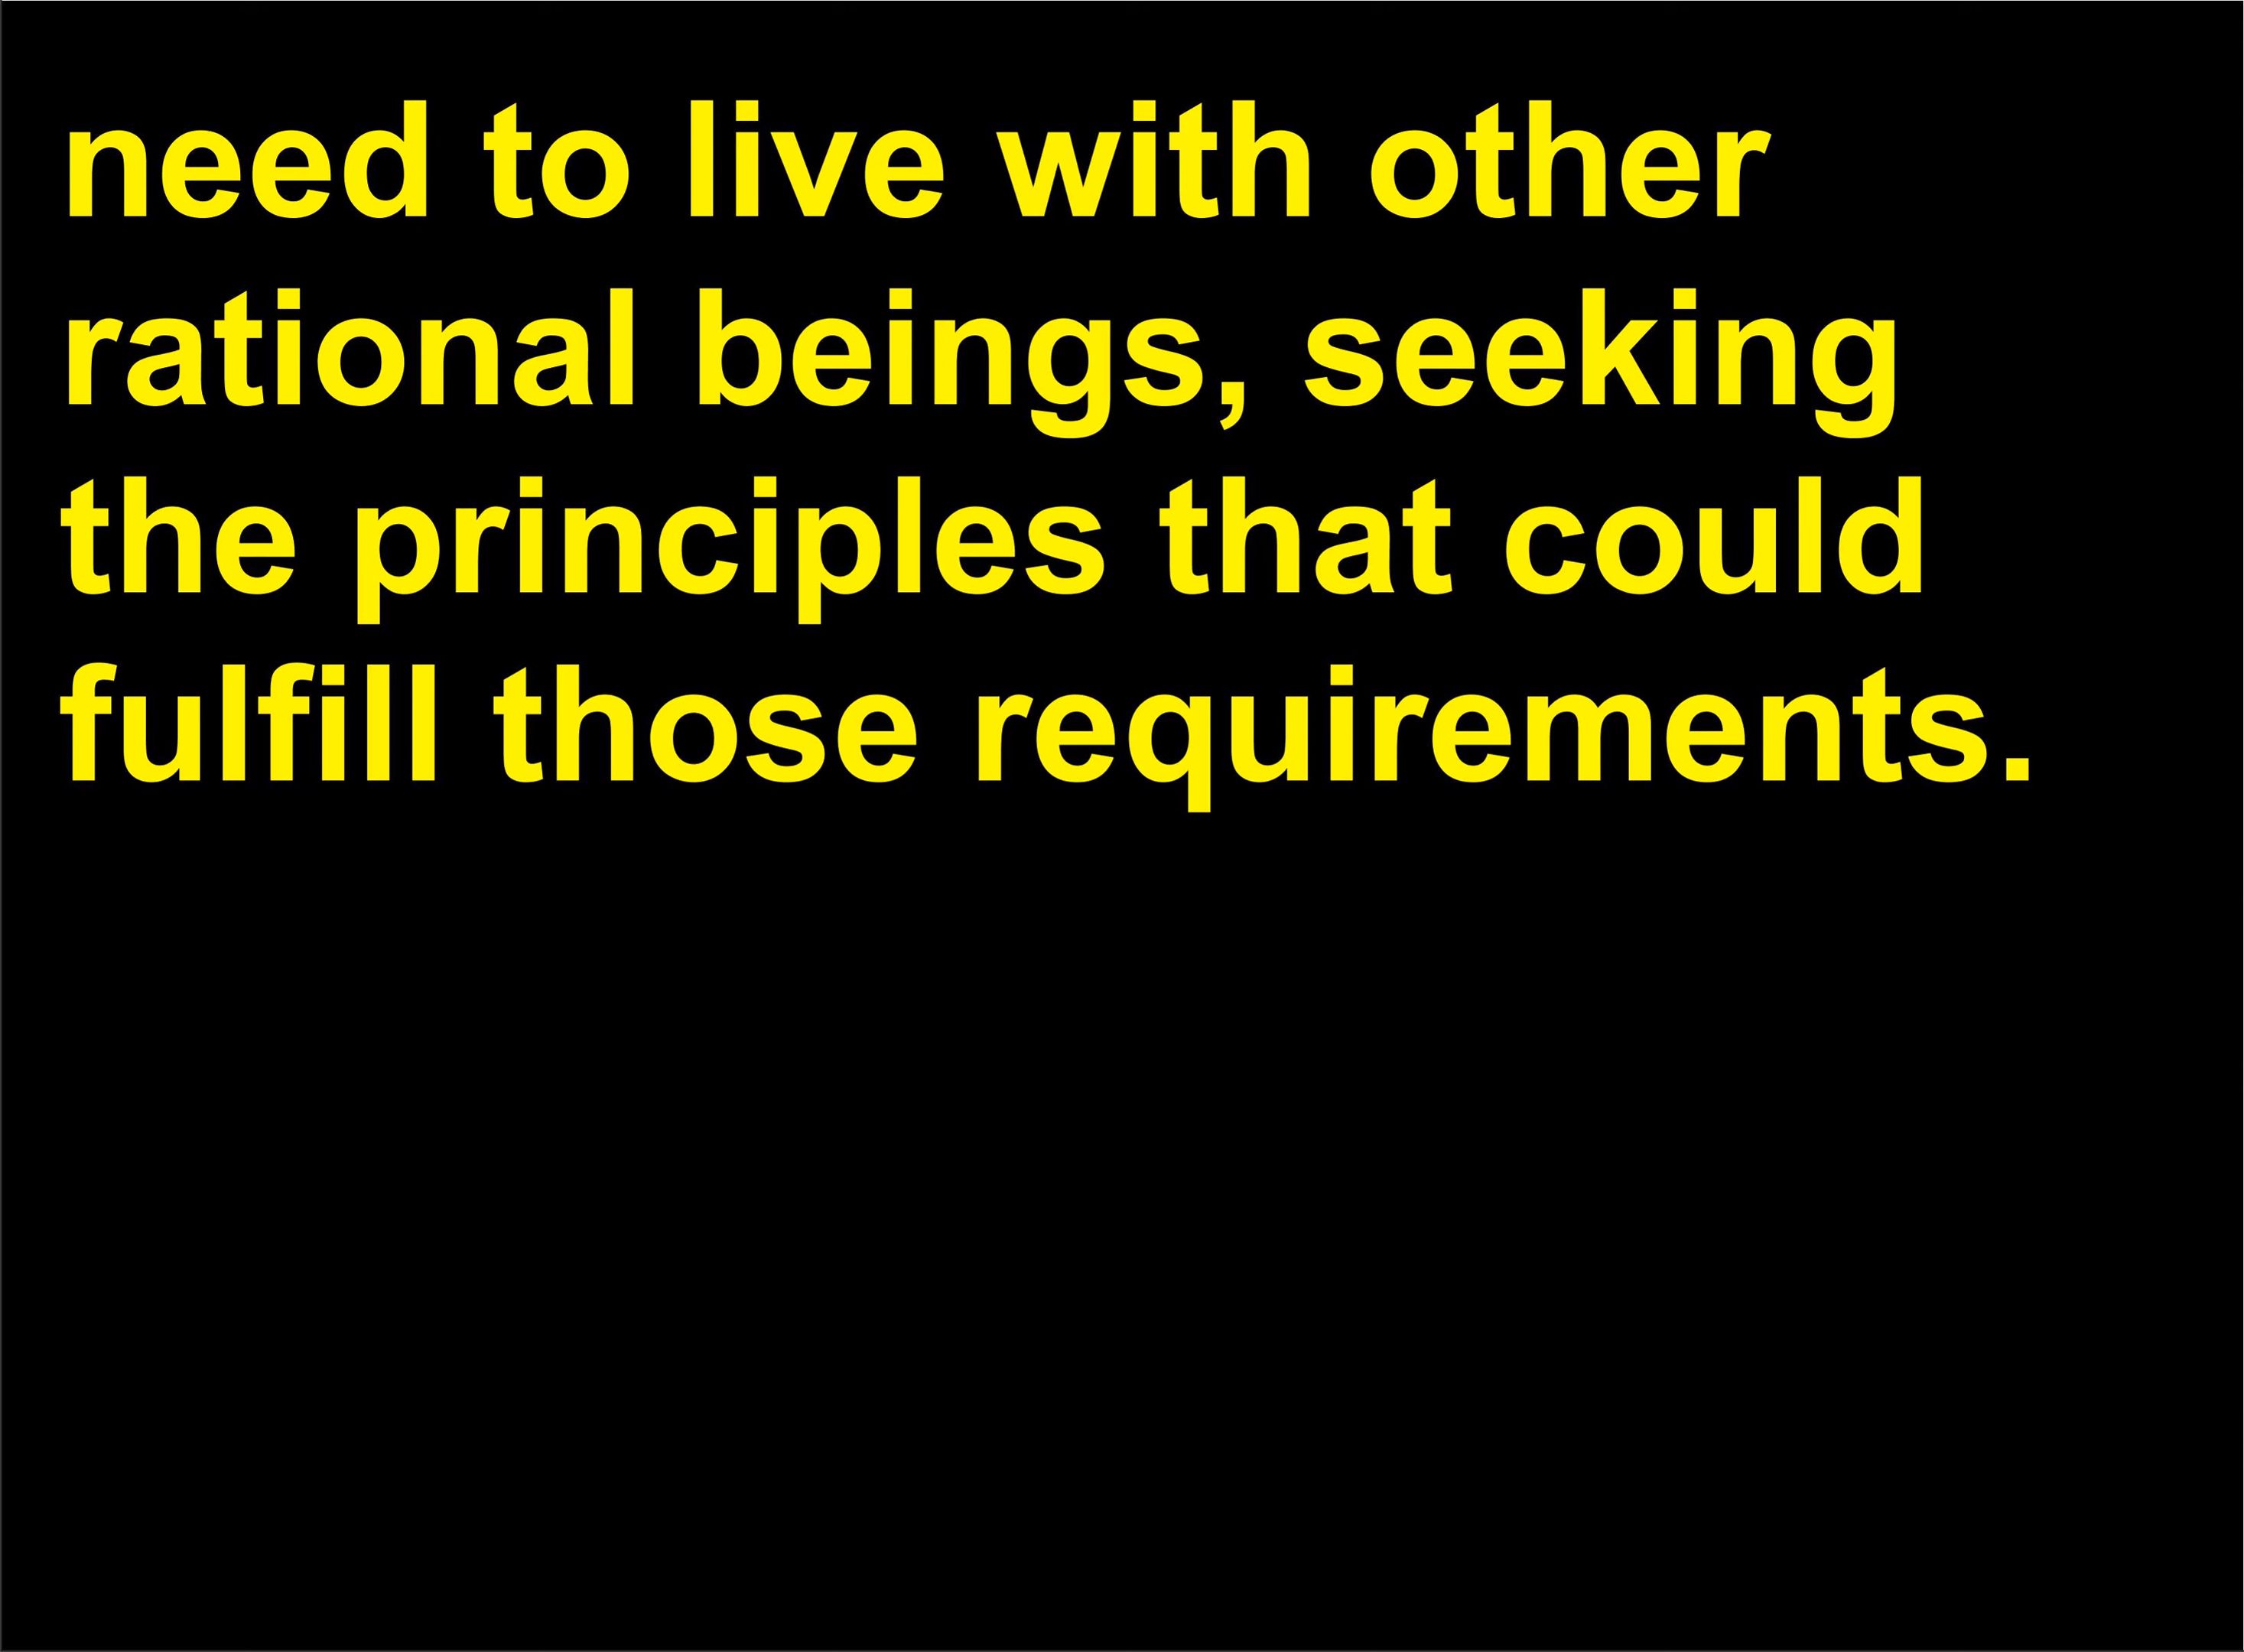 need to live with other
rational beings, seeking
the principles that could
fulfill those requirements.